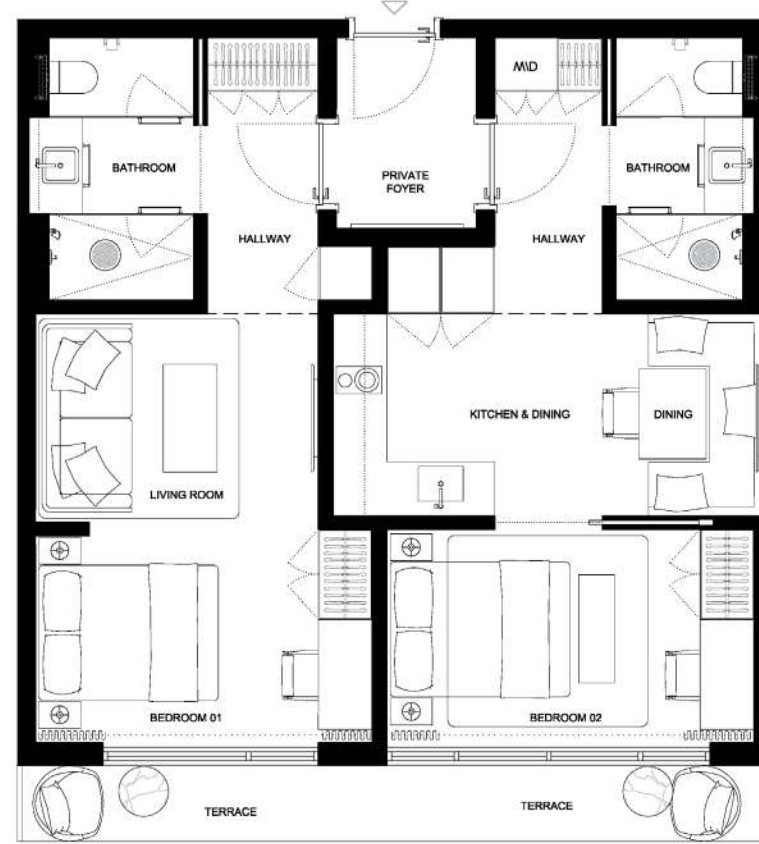 M\D
BATHROOM
PRIVATE
FOYER
BATHROOM
HALLWAY
HALLWAY
KITCHEN & DINING
DINING
LIVING ROOM
BEDROOM 01
BEDROOM 02
TERRACE
TERRACE